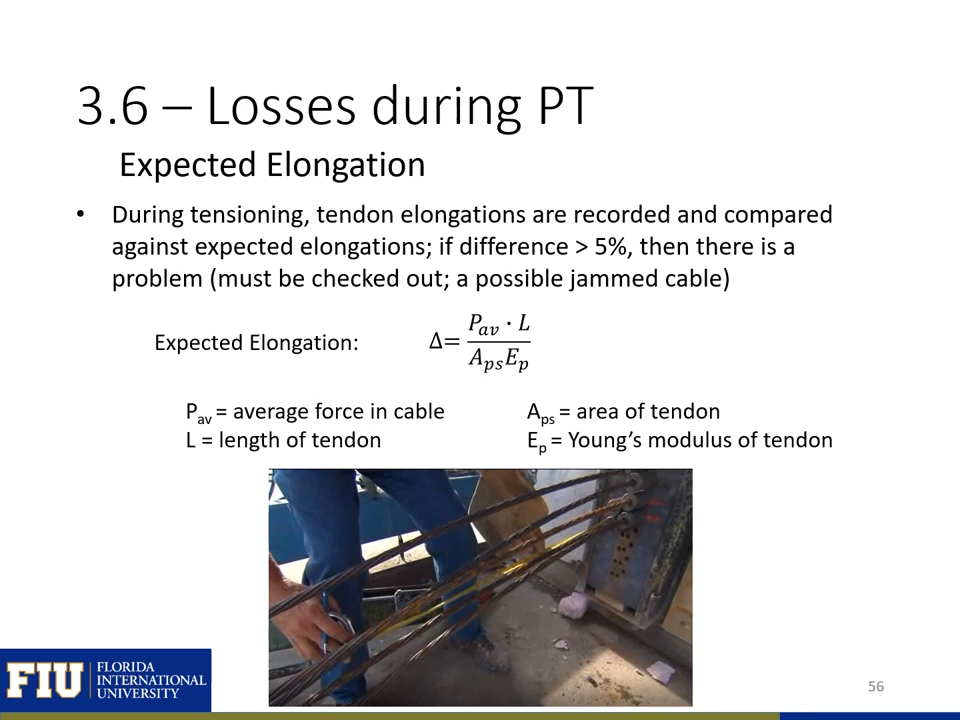 3.6 – Losses during PT
Expected Elongation
• During tensioning, tendon elongations are recorded and compared
against expected elongations; if difference > 5%, then there is a
problem (must be checked out; a possible jammed cable)
Expected Elongation: Δ= P_av · L / A_ps E_p
P_av = average force in cable
L = length of tendon
A_ps = area of tendon
E_p = Young’s modulus of tendon
FIU
FLORIDA
INTERNATIONAL
UNIVERSITY
56